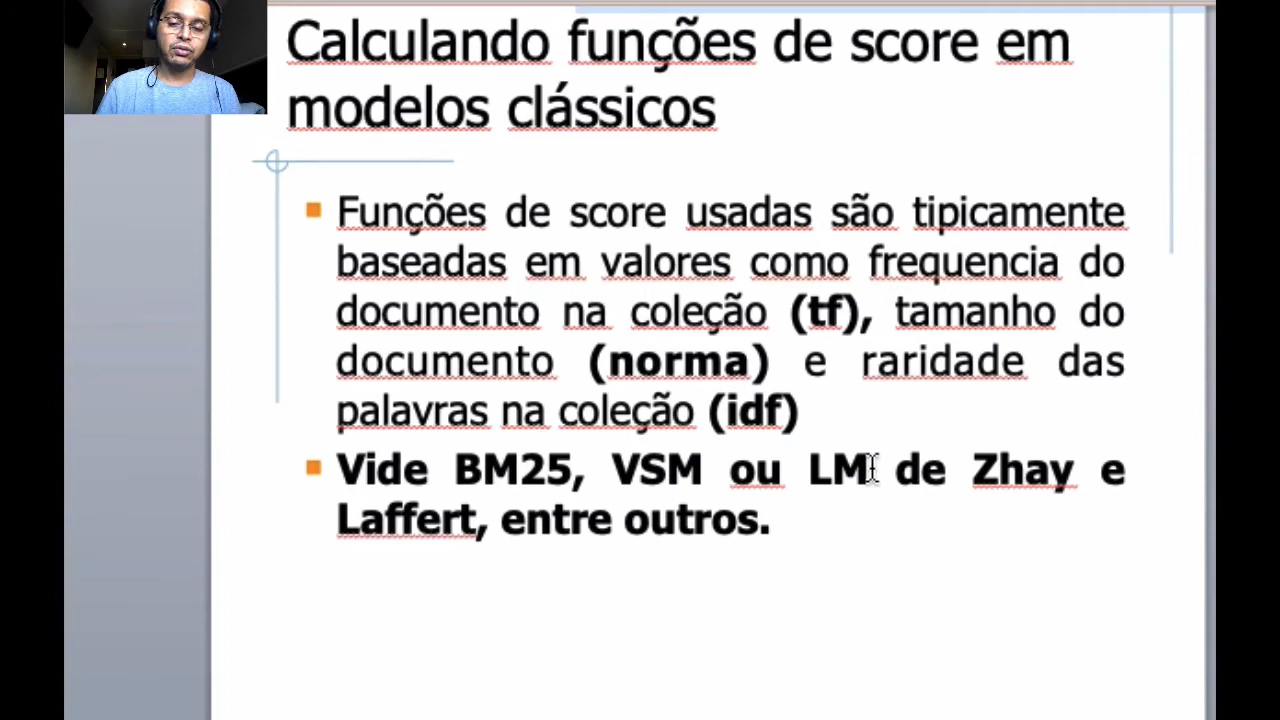 Calculando funções de score em
modelos clássicos
Funções de score usadas são tipicamente
baseadas em valores como frequencia do
documento na coleção (tf), tamanho do
documento (norma) e raridade das
palavras na coleção (idf)
Vide BM25, VSM ou LM de Zhay e
Laffert, entre outros.